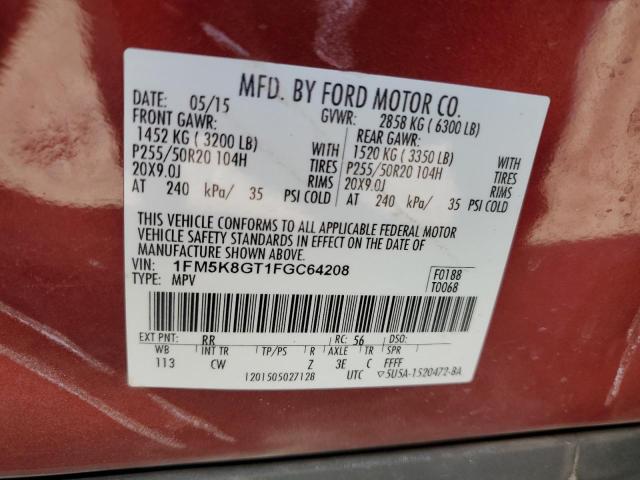 MFD. BY FORD MOTOR CO.
DATE: 05/15 GVWR: 2858 KG ( 6300 LB)
FRONT GAWR: REAR GAWR:
1452 KG ( 3200 LB) WITH 1520 KG ( 3350 LB) WITH
P255/50R20 104H TIRES P255/50R20 104H TIRES
20X9.0J RIMS 20X9.0J RIMS
AT 240 kPa/ 35 PSI COLD AT 240 kPa/ 35 PSI COLD
THIS VEHICLE CONFORMS TO ALL APPLICABLE FEDERAL MOTOR
VEHICLE SAFETY STANDARDS IN EFFECT ON THE DATE OF
MANUFACTURE SHOWN ABOVE.
VIN: 1FM5K8GT1FGC64208 F0188
TYPE: MPV T0068
EXT PNT: RR RC: 56 DSO:
WB INT TR TP/PS R AXLE TR SPR
113 CW Z 3E C FFFF
I201505027128 UTC ▽5U5A-1520472-BA